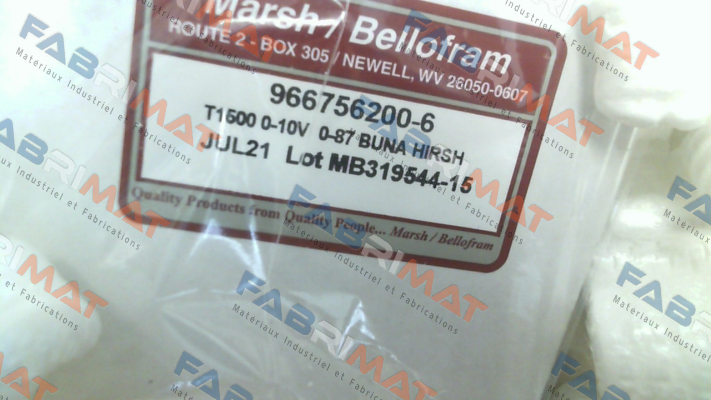 Marsh / Bellofram
ROUTE 2 - BOX 305 / NEWELL, WV 26050-0607
966756200-6
T1500 0-10V 0-87 BUNA HIRSH
JUL21 Lot MB319544-15
Quality Products from Quality People... Marsh / Bellofram
FABRIMAT
Materiaux Industriel et Fabrications